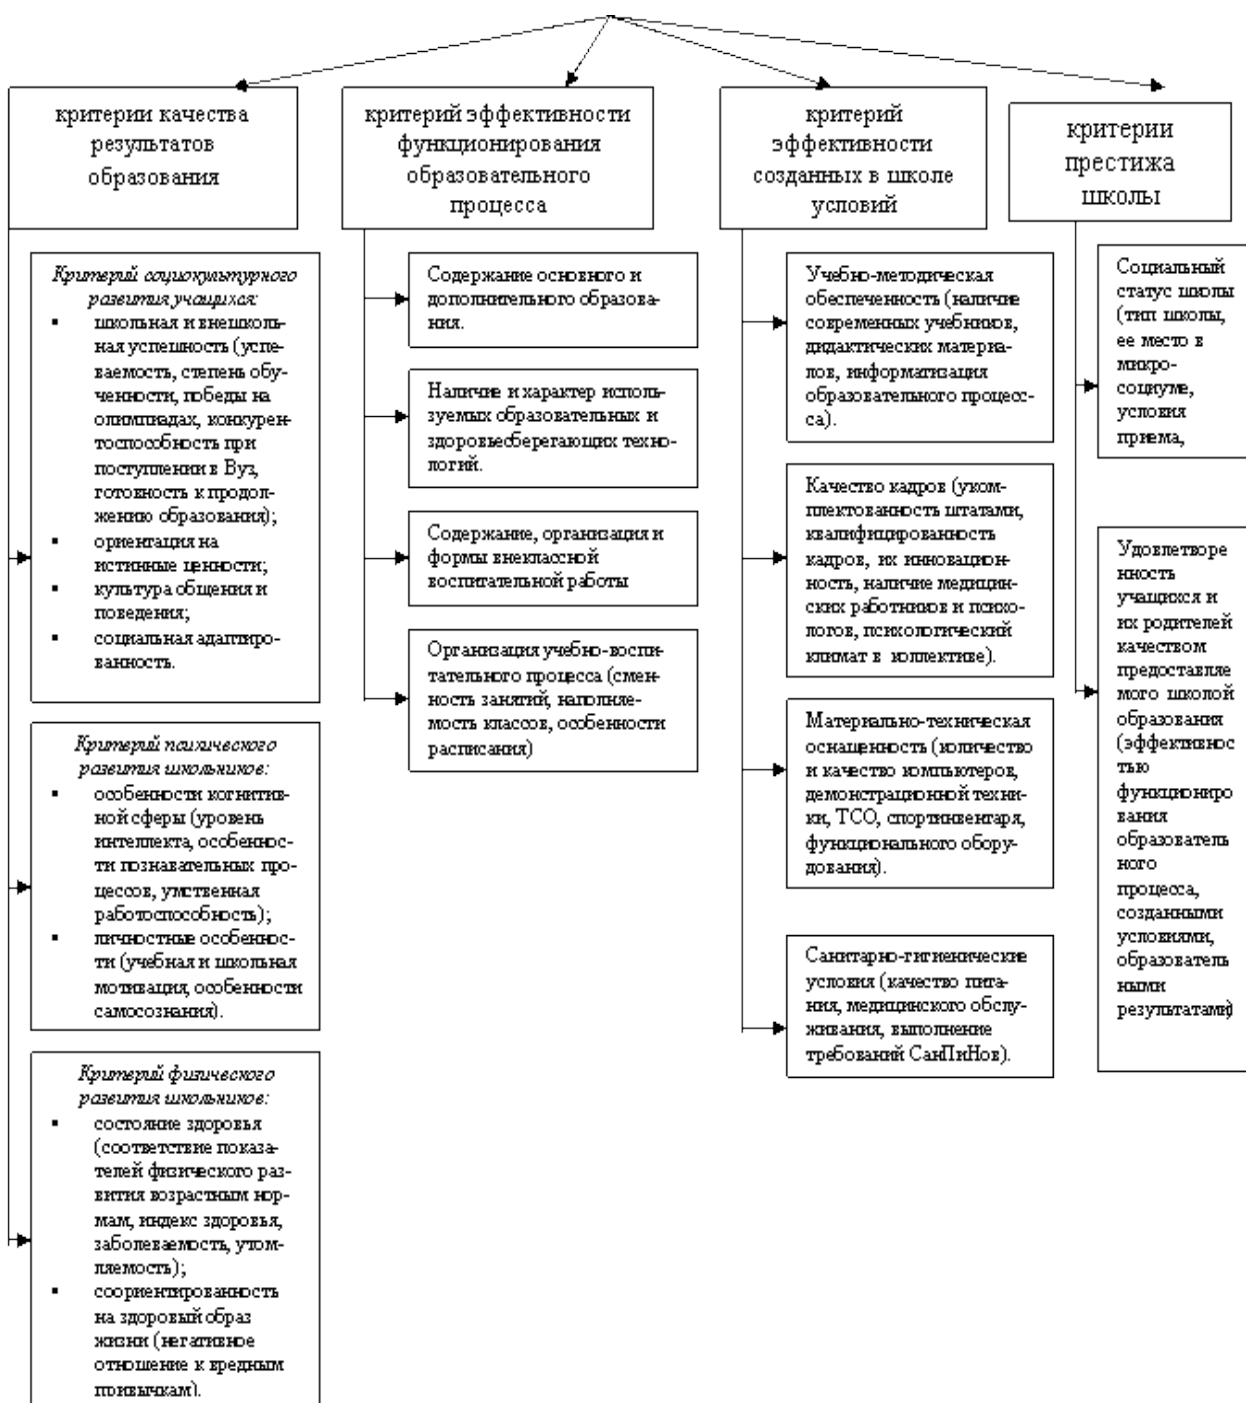 критерии качества
результатов
образования
критерий эффективности
функционирования
образовательного
процесса
критерий
эффективности
созданных в школе
условий
критерии
престижа
школы
Критерий социокультурного
развития учащихся:
▪ школьная и внешколь-
ная успешность (успе-
ваемость, степень обу-
ченности, победы на
олимпиадах, конкурен-
тоспособность при
поступлении в Вуз,
готовность к продол-
жению образования);
▪ ориентация на
истинные ценности;
▪ культура общения и
поведения;
▪ социальная адаптиро-
ванность.
Критерий психического
развития школьников:
▪ особенности когнитив-
ной сферы (уровень
интеллекта, особеннос-
ти познавательных про-
цессов, умственная
работоспособность);
▪ личностные особеннос-
ти (учебная и школьная
мотивация, особенности
самосознания).
Критерий физического
развития школьников:
▪ состояние здоровья
(соответствие показа-
телей физического раз-
вития возрастным нор-
мам, индекс здоровья,
заболеваемость, утом-
ляемость);
▪ соориентированность
на здоровый образ
жизни (негативное
отношение к вредным
привычкам).
Содержание основного и
дополнительного образова-
ния.
Наличие и характер исполь-
зуемых образовательных и
здоровьесберегающих техно-
логий.
Содержание, организация и
формы внеклассной
воспитательной работы
Организация учебно-воспи-
тательного процесса (смен-
ность занятий, наполняе-
мость классов, особенности
расписания)
Учебно-методическая
обеспеченность (наличие
современных учебников,
дидактических материа-
лов, информатизация
образовательного процесс-
са).
Качество кадров (уком-
плектованность штатами,
квалифицированность
кадров, их инновацион-
ность, наличие медицин-
ских работников и психо-
логов, психологический
климат в коллективе).
Материально-техническая
оснащенность (количество
и качество компьютеров,
демонстрационной техни-
ки, ТСО, спортинвентаря,
функционального обору-
дования).
Санитарно-гигиенические
условия (качество пита-
ния, медицинского обслу-
живания, выполнение
требований СанПиНов).
Социальный
статус школы
(тип школы,
ее место в
микро-
социуме,
условия
приема,
Удовлетворе
нность
учащихся и
их родителей
качеством
предоставляе
мого школой
образования
(эффективнос
тью
функциониро
вания
образователь
ного
процесса,
созданными
условиями,
образователь
ными
результатами)